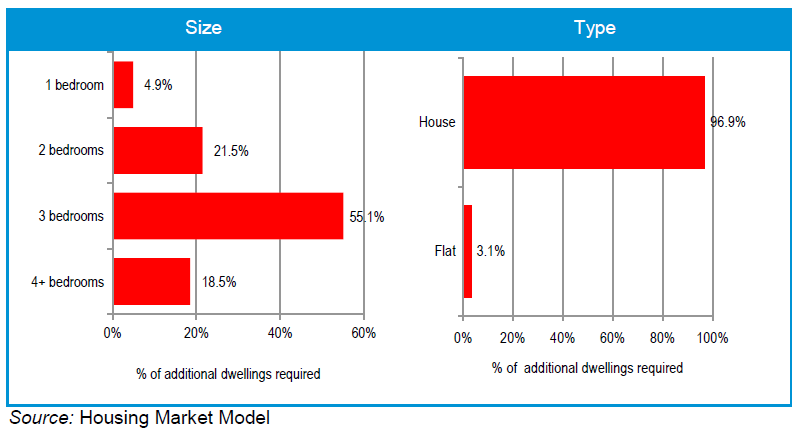 Size
Type
1 bedroom
4.9%
2 bedrooms
21.5%
3 bedrooms
55.1%
4+ bedrooms
18.5%
0% 20% 40% 60%
% of additional dwellings required
House
96.9%
Flat
3.1%
0% 20% 40% 60% 80% 100%
% of additional dwellings required
Source: Housing Market Model